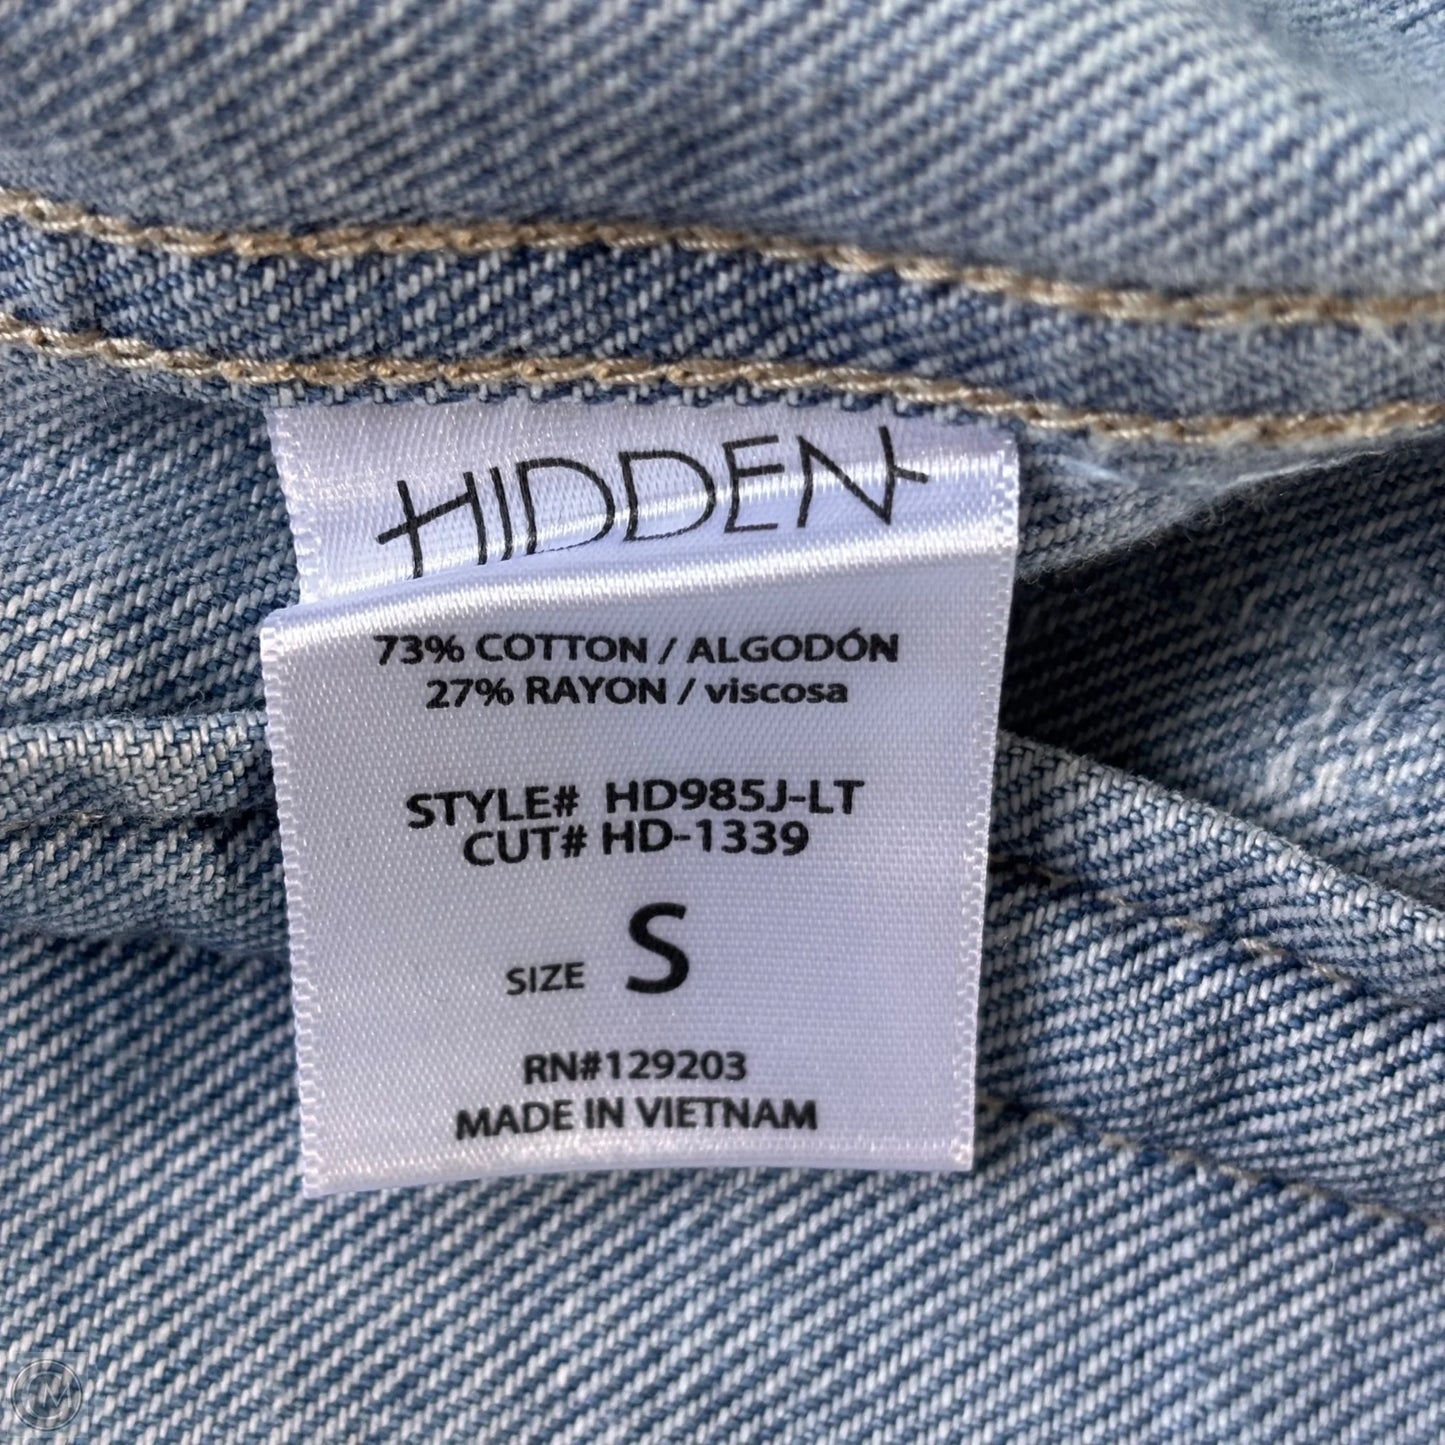 HIDDEN
73% COTTON / ALGODÓN
27% RAYON / viscosa
STYLE# HD985J-LT
CUT# HD-1339
SIZE S
RN#129203
MADE IN VIETNAM